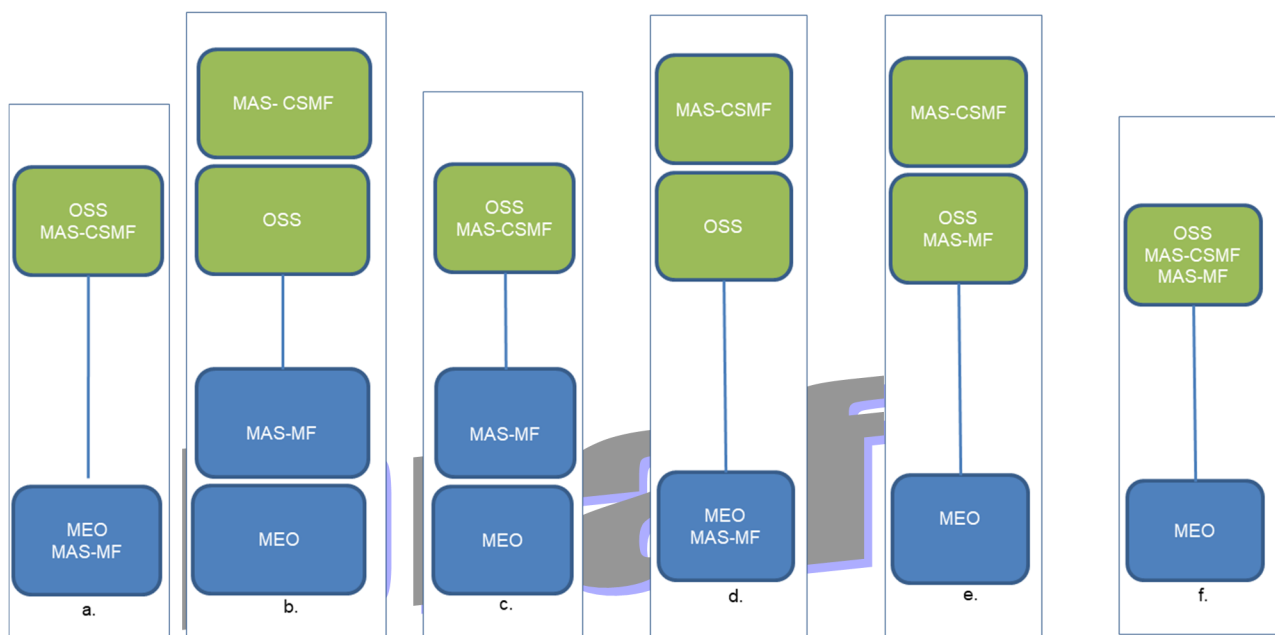 OSS
MAS-CSMF
MEO
MAS-MF
a.
MAS- CSMF
OSS
MAS-MF
MEO
b.
OSS
MAS-CSMF
MAS-MF
MEO
c.
MAS-CSMF
OSS
MEO
MAS-MF
d.
MAS-CSMF
OSS
MAS-MF
MEO
e.
OSS
MAS-CSMF
MAS-MF
MEO
f.